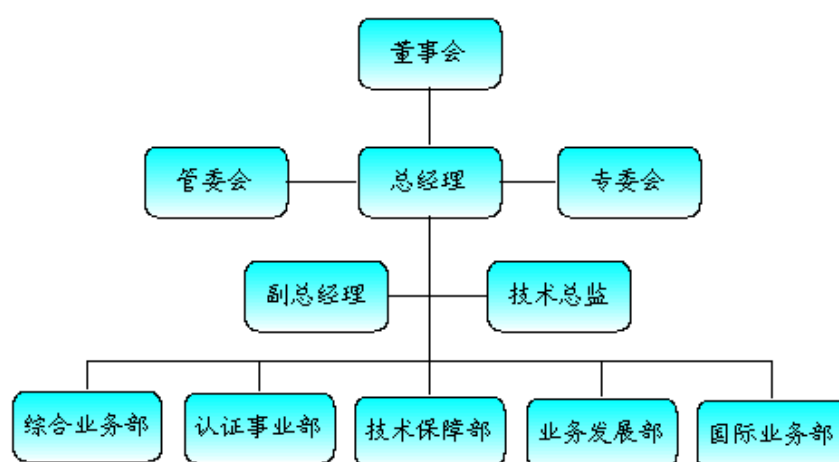 董事会
管委会
总经理
专委会
副总经理
技术总监
综合业务部
认证事业部
技术保障部
业务发展部
国际业务部